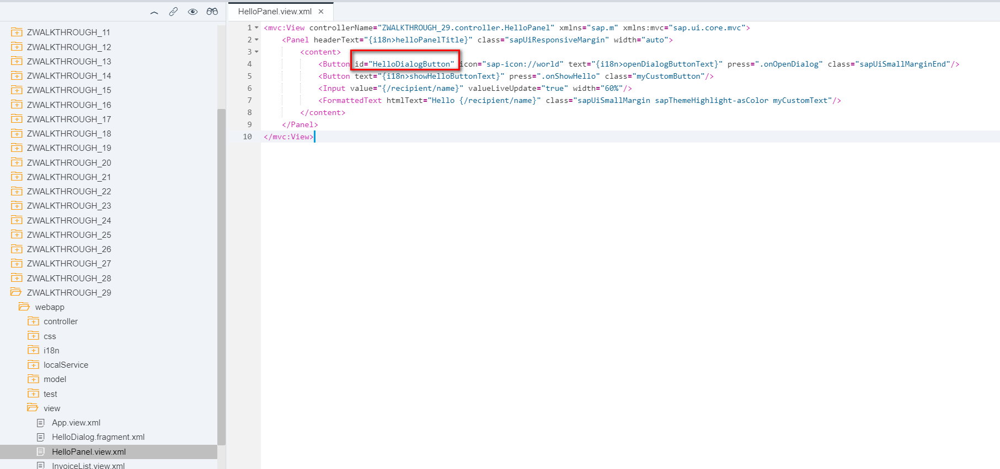 ZWALKTHROUGH_11
ZWALKTHROUGH_12
ZWALKTHROUGH_13
ZWALKTHROUGH_14
ZWALKTHROUGH_15
ZWALKTHROUGH_16
ZWALKTHROUGH_17
ZWALKTHROUGH_18
ZWALKTHROUGH_19
ZWALKTHROUGH_20
ZWALKTHROUGH_21
ZWALKTHROUGH_22
ZWALKTHROUGH_23
ZWALKTHROUGH_24
ZWALKTHROUGH_25
ZWALKTHROUGH_26
ZWALKTHROUGH_27
ZWALKTHROUGH_28
ZWALKTHROUGH_29
webapp
controller
css
i18n
localService
model
test
view
App.view.xml
HelloDialog.fragment.xml
HelloPanel.view.xml
InvoiceList.view.xml
HelloPanel.view.xml ×
1 <mvc:View controllerName="ZWALKTHROUGH_29.controller.HelloPanel" xmlns="sap.m" xmlns:mvc="sap.ui.core.mvc">
2 <Panel headerText="{i18n>helloPanelTitle}" class="sapUiResponsiveMargin" width="auto">
3 <content>
4 <Button id="HelloDialogButton" icon="sap-icon://world" text="{i18n>openDialogButtonText}" press=".onOpenDialog" class="sapUiSmallMarginEnd"/>
5 <Button text="{i18n>showHelloButtonText}" press=".onShowHello" class="myCustomButton"/>
6 <Input value="{/recipient/name}" valueLiveUpdate="true" width="60%"/>
7 <FormattedText htmlText="Hello {/recipient/name}" class="sapUiSmallMargin sapThemeHighlight-asColor myCustomText"/>
8 </content>
9 </Panel>
10 </mvc:View>